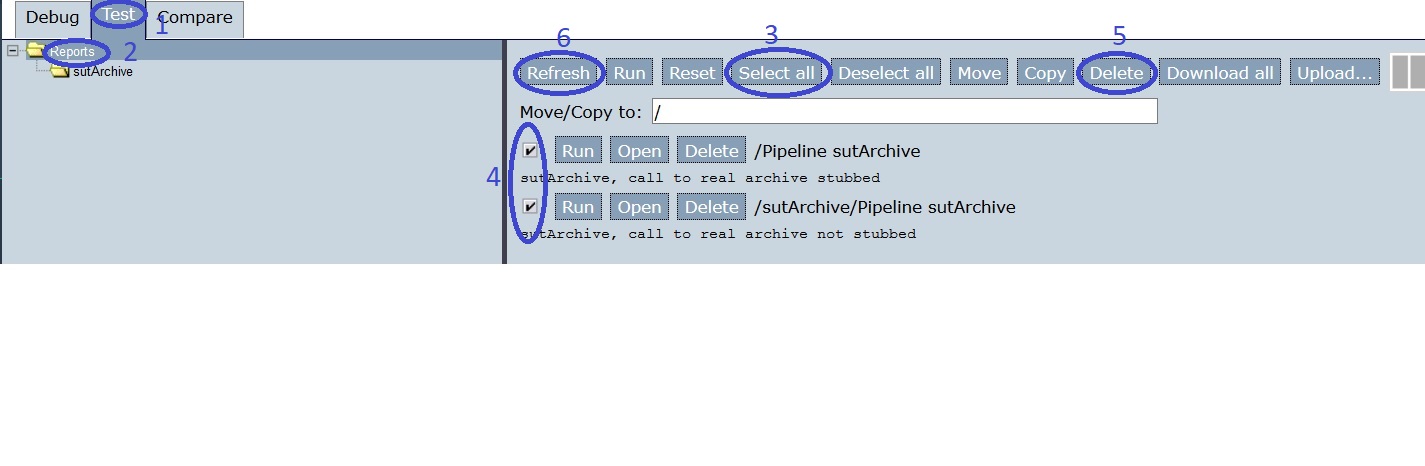 Debug Test Compare
1
Reports 2
sutArchive
6 3 5
Refresh Run Reset Select all Deselect all Move Copy Delete Download all Upload...
Move/Copy to: /
Run Open Delete /Pipeline sutArchive
4
sutArchive, call to real archive stubbed
Run Open Delete /sutArchive/Pipeline sutArchive
sutArchive, call to real archive not stubbed